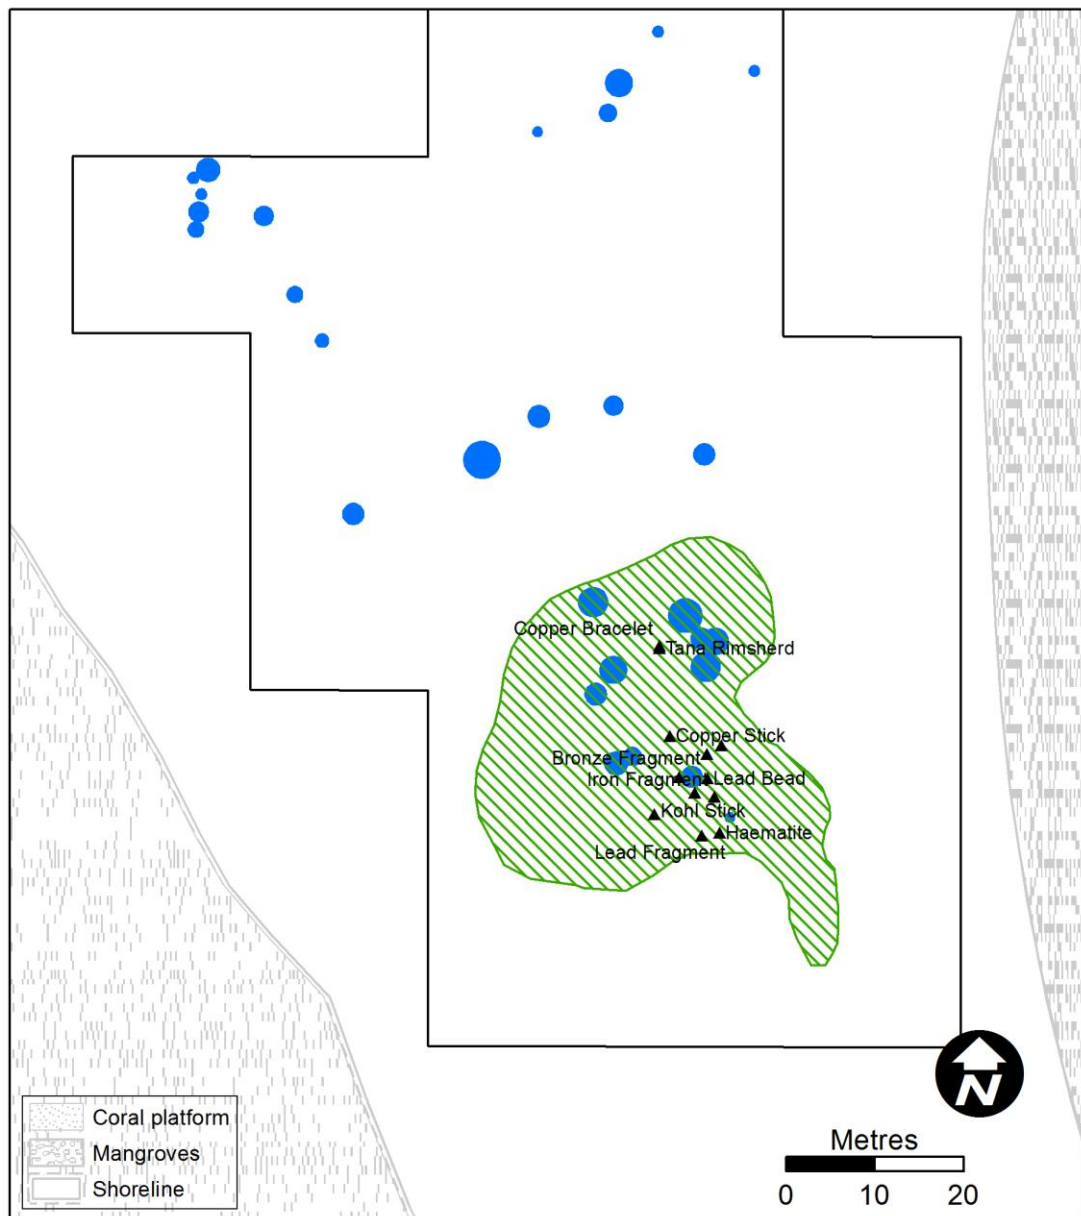 Copper Bracelet
Tana Rimsherd
Copper Stick
Bronze Fragment
Iron Fragment
Lead Bead
Kohl Stick
Haematite
Lead Fragment
N
Coral platform
Mangroves
Shoreline
Metres
0 10 20